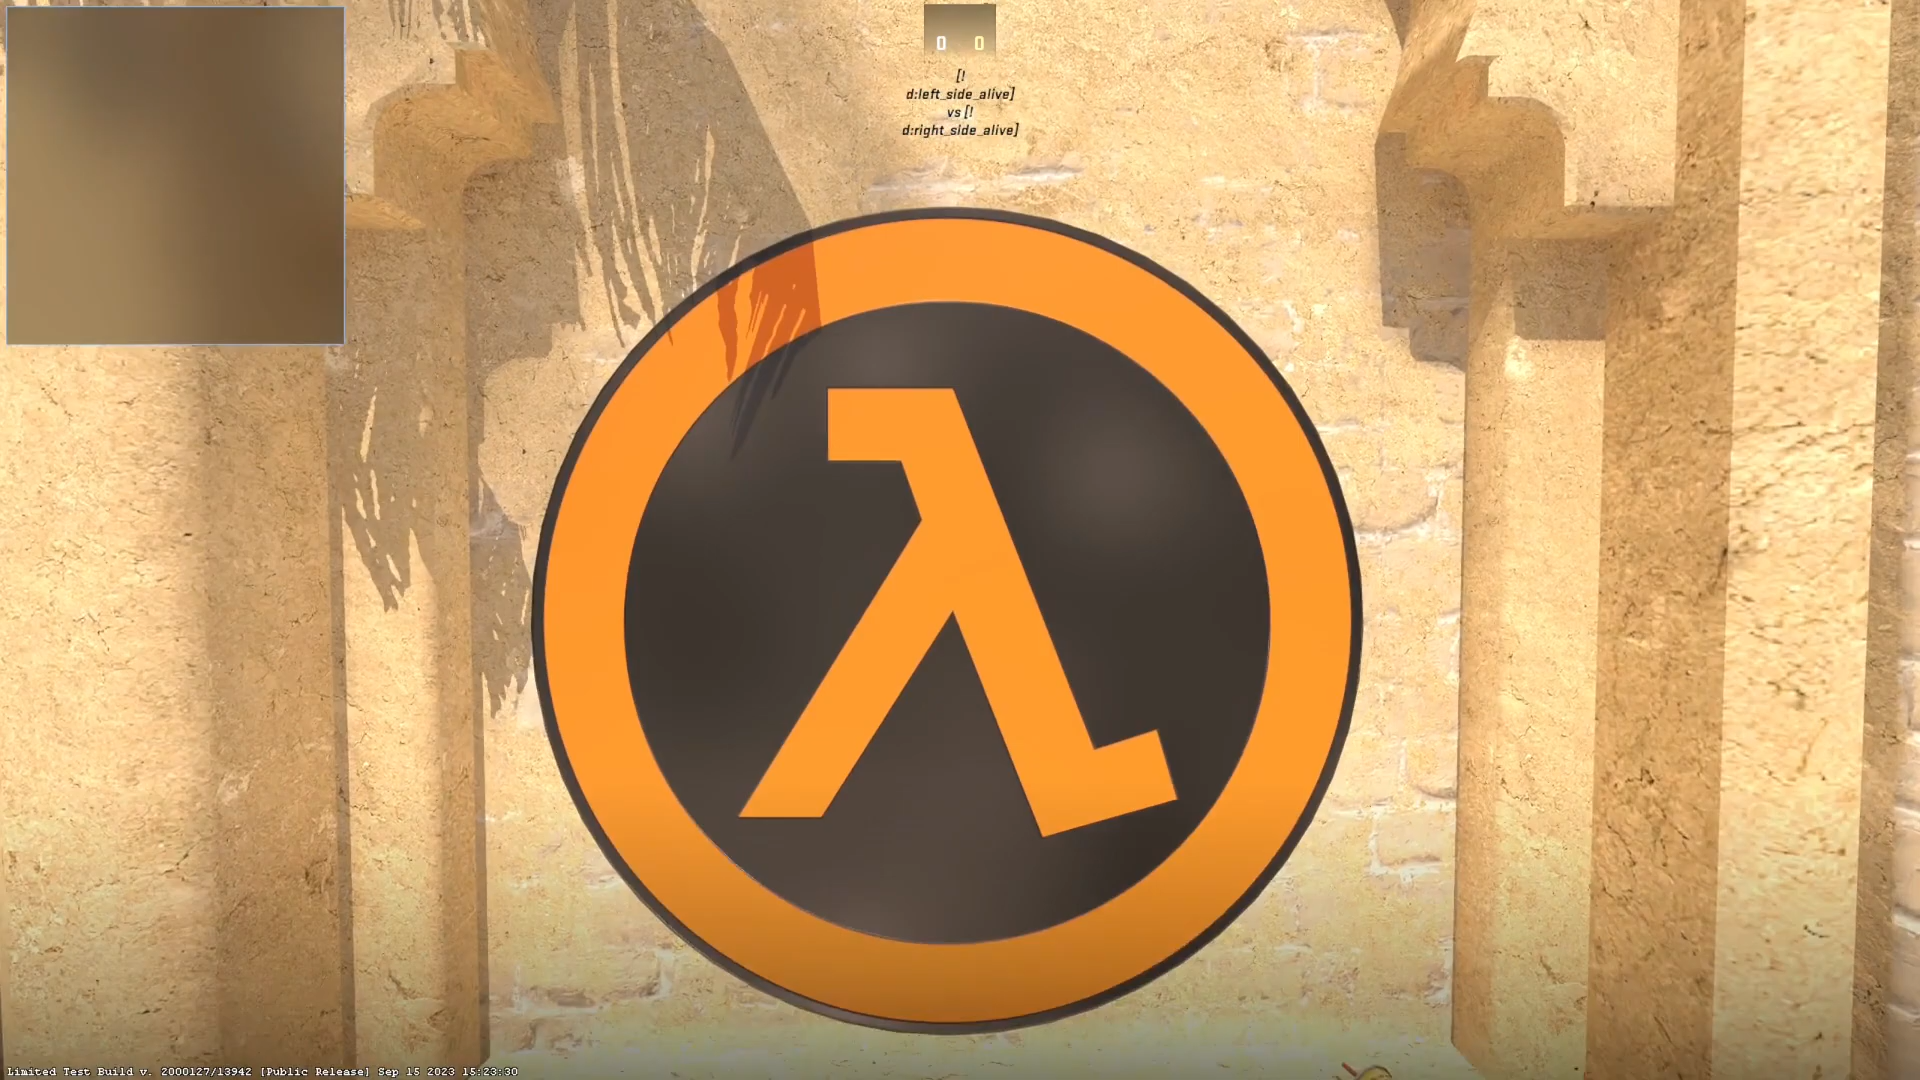 0 0
[!
d:left_side_alive]
vs [!
d:right_side_alive]
λ
Limited Test Build v. 2000127/13942 [Public Release] Sep 15 2023 15:23:30